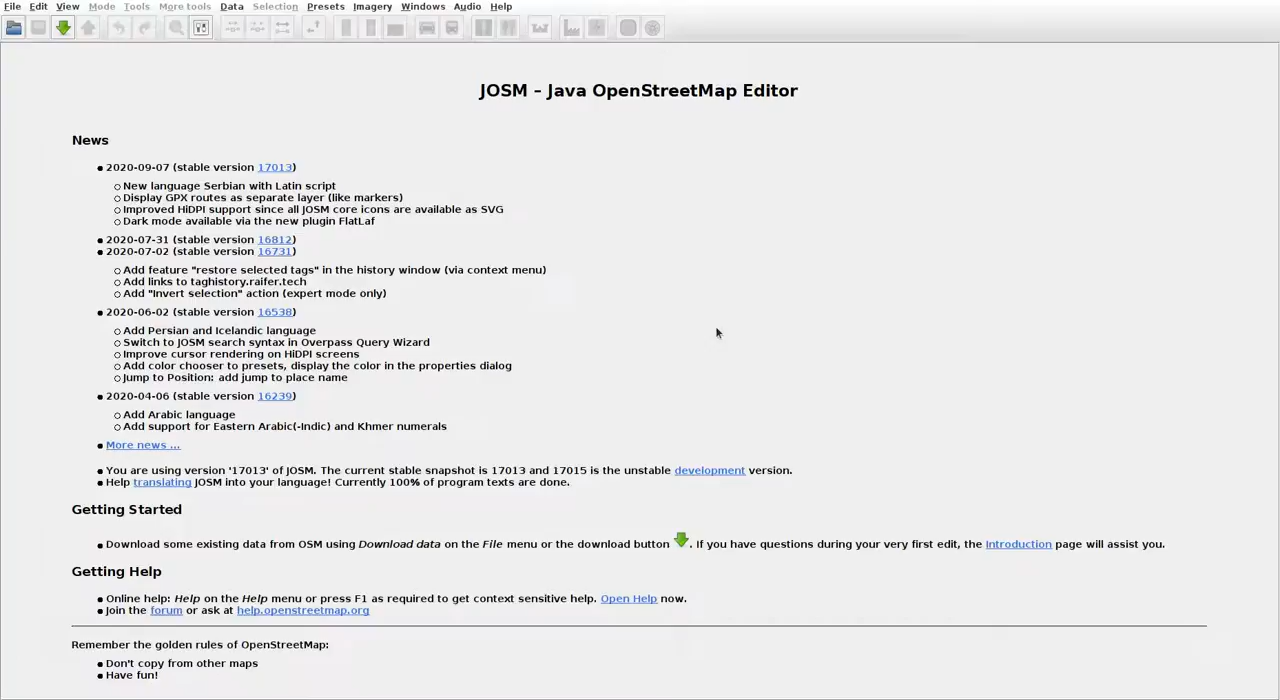 File Edit View Mode Tools More tools Data Selection Presets Imagery Windows Audio Help
JOSM – Java OpenStreetMap Editor
News
2020-09-07 (stable version 17013)
New language Serbian with Latin script
Display GPX routes as separate layer (like markers)
Improved HiDPI support since all JOSM core icons are available as SVG
Dark mode available via the new plugin FlatLaf
2020-07-31 (stable version 16812)
2020-07-02 (stable version 16731)
Add feature "restore selected tags" in the history window (via context menu)
Add links to taghistory.raifer.tech
Add "Invert selection" action (expert mode only)
2020-06-02 (stable version 16538)
Add Persian and Icelandic language
Switch to JOSM search syntax in Overpass Query Wizard
Improve cursor rendering on HiDPI screens
Add color chooser to presets, display the color in the properties dialog
Jump to Position: add jump to place name
2020-04-06 (stable version 16239)
Add Arabic language
Add support for Eastern Arabic(-Indic) and Khmer numerals
More news ...
You are using version '17013' of JOSM. The current stable snapshot is 17013 and 17015 is the unstable development version.
Help translating JOSM into your language! Currently 100% of program texts are done.
Getting Started
Download some existing data from OSM using Download data on the File menu or the download button . If you have questions during your very first edit, the Introduction page will assist you.
Getting Help
Online help: Help on the Help menu or press F1 as required to get context sensitive help. Open Help now.
Join the forum or ask at help.openstreetmap.org
Remember the golden rules of OpenStreetMap:
Don't copy from other maps
Have fun!